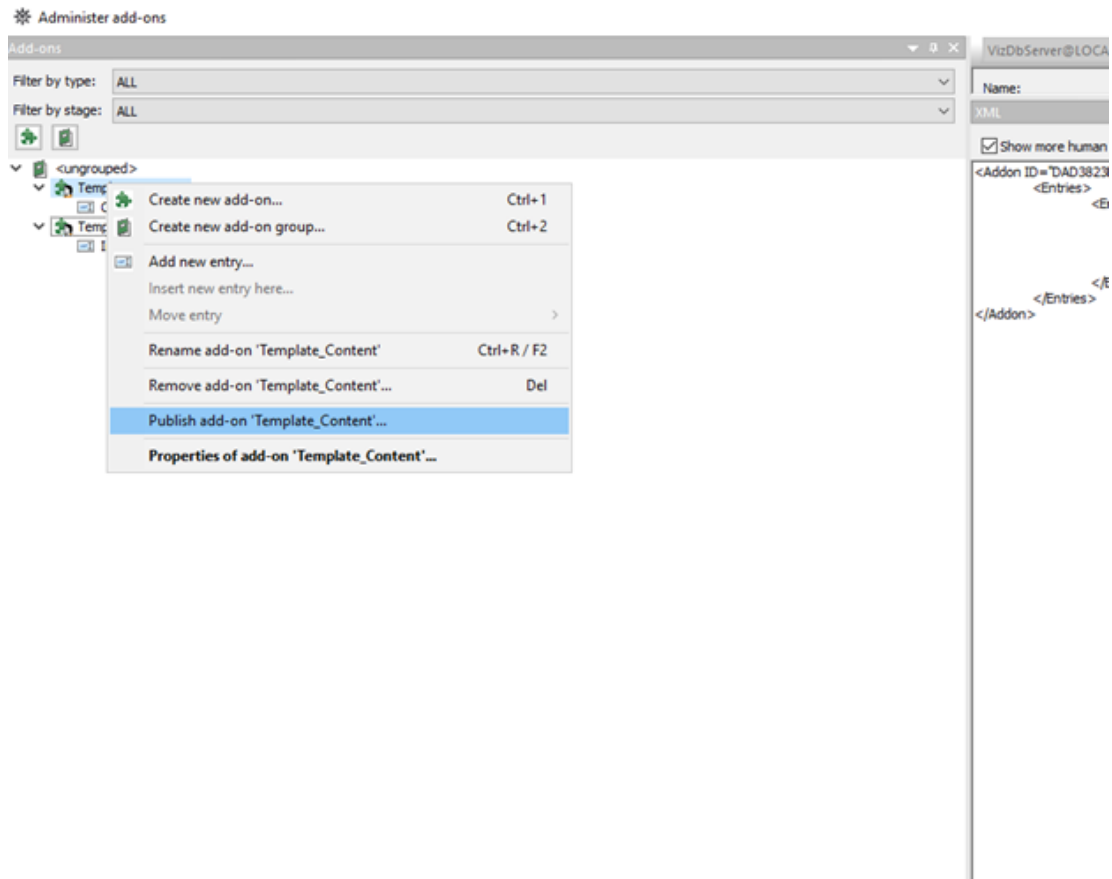 Administer add-ons
Add-ons
Filter by type: ALL
Filter by stage: ALL
<ungrouped>
Create new add-on... Ctrl+1
Create new add-on group... Ctrl+2
Add new entry...
Insert new entry here...
Move entry
Rename add-on 'Template_Content' Ctrl+R / F2
Remove add-on 'Template_Content'... Del
Publish add-on 'Template_Content'...
Properties of add-on 'Template_Content'...
VizDbServer@LOCA
Name:
XML
Show more human
<Addon ID="DAD3823
<Entries>
</Entries>
</Addon>